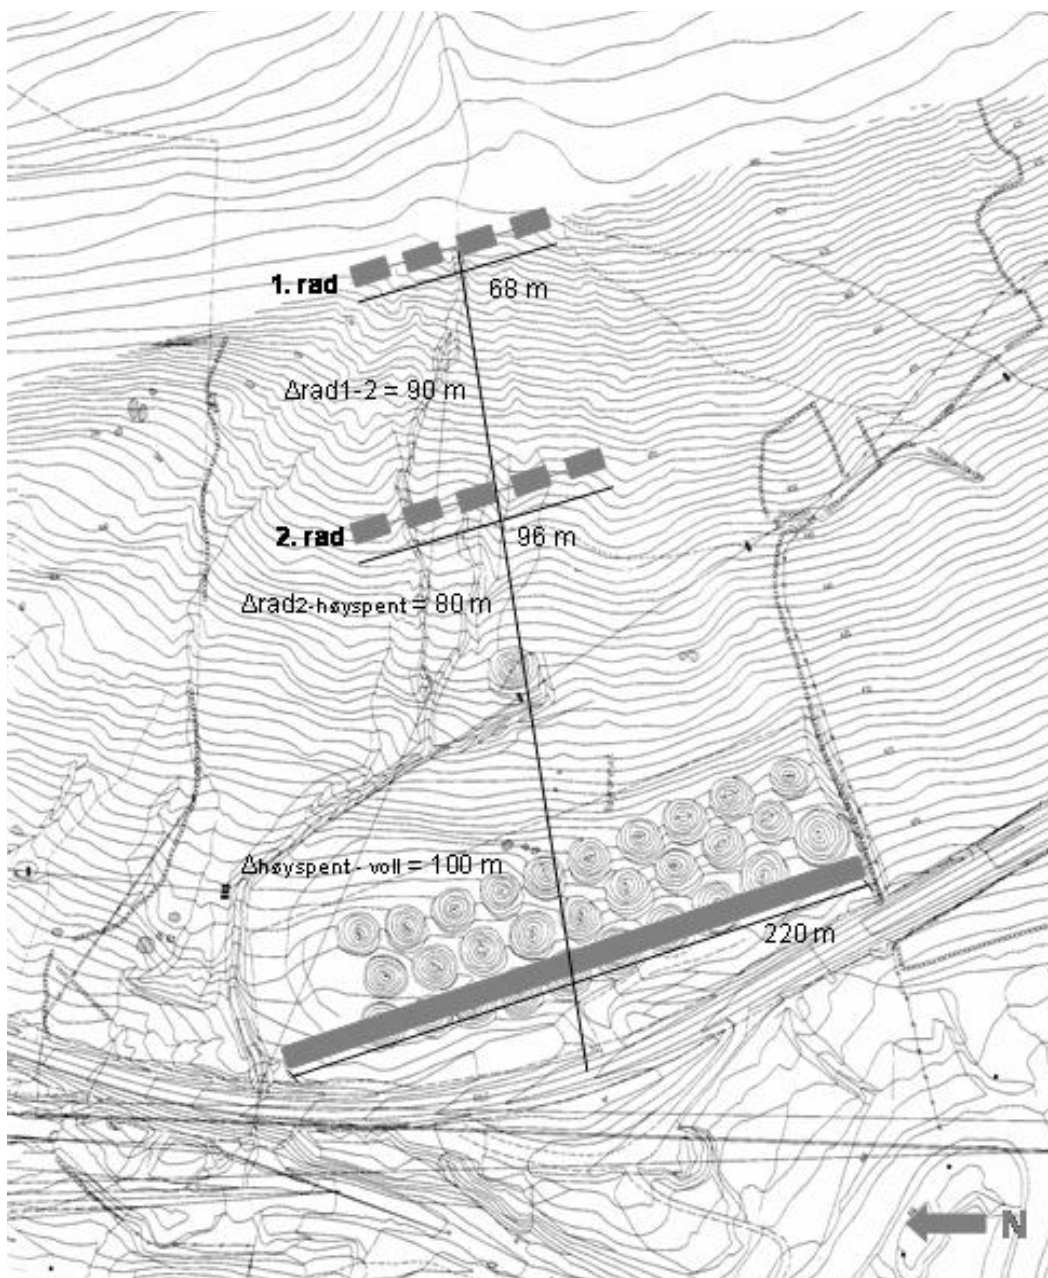 1. rad
68 m
Δrad1-2 = 90 m
2. rad
96 m
Δrad2-høyspent = 80 m
Δhøyspent - voll = 100 m
220 m
N